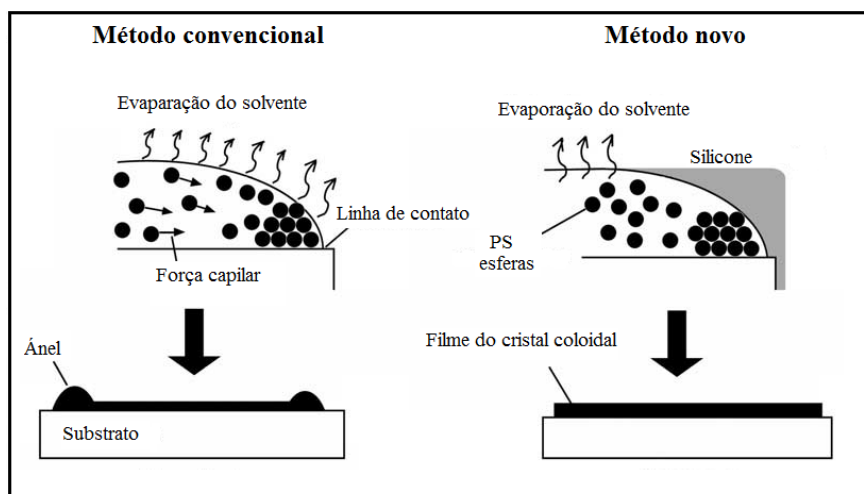 Método convencional
Evaparação do solvente
Linha de contato
Força capilar
Ánel
Substrato
Método novo
Evaporação do solvente
Silicone
PS
esferas
Filme do cristal coloidal